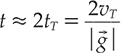 t ≈ 2t_T = 2v_T / |g⃗|